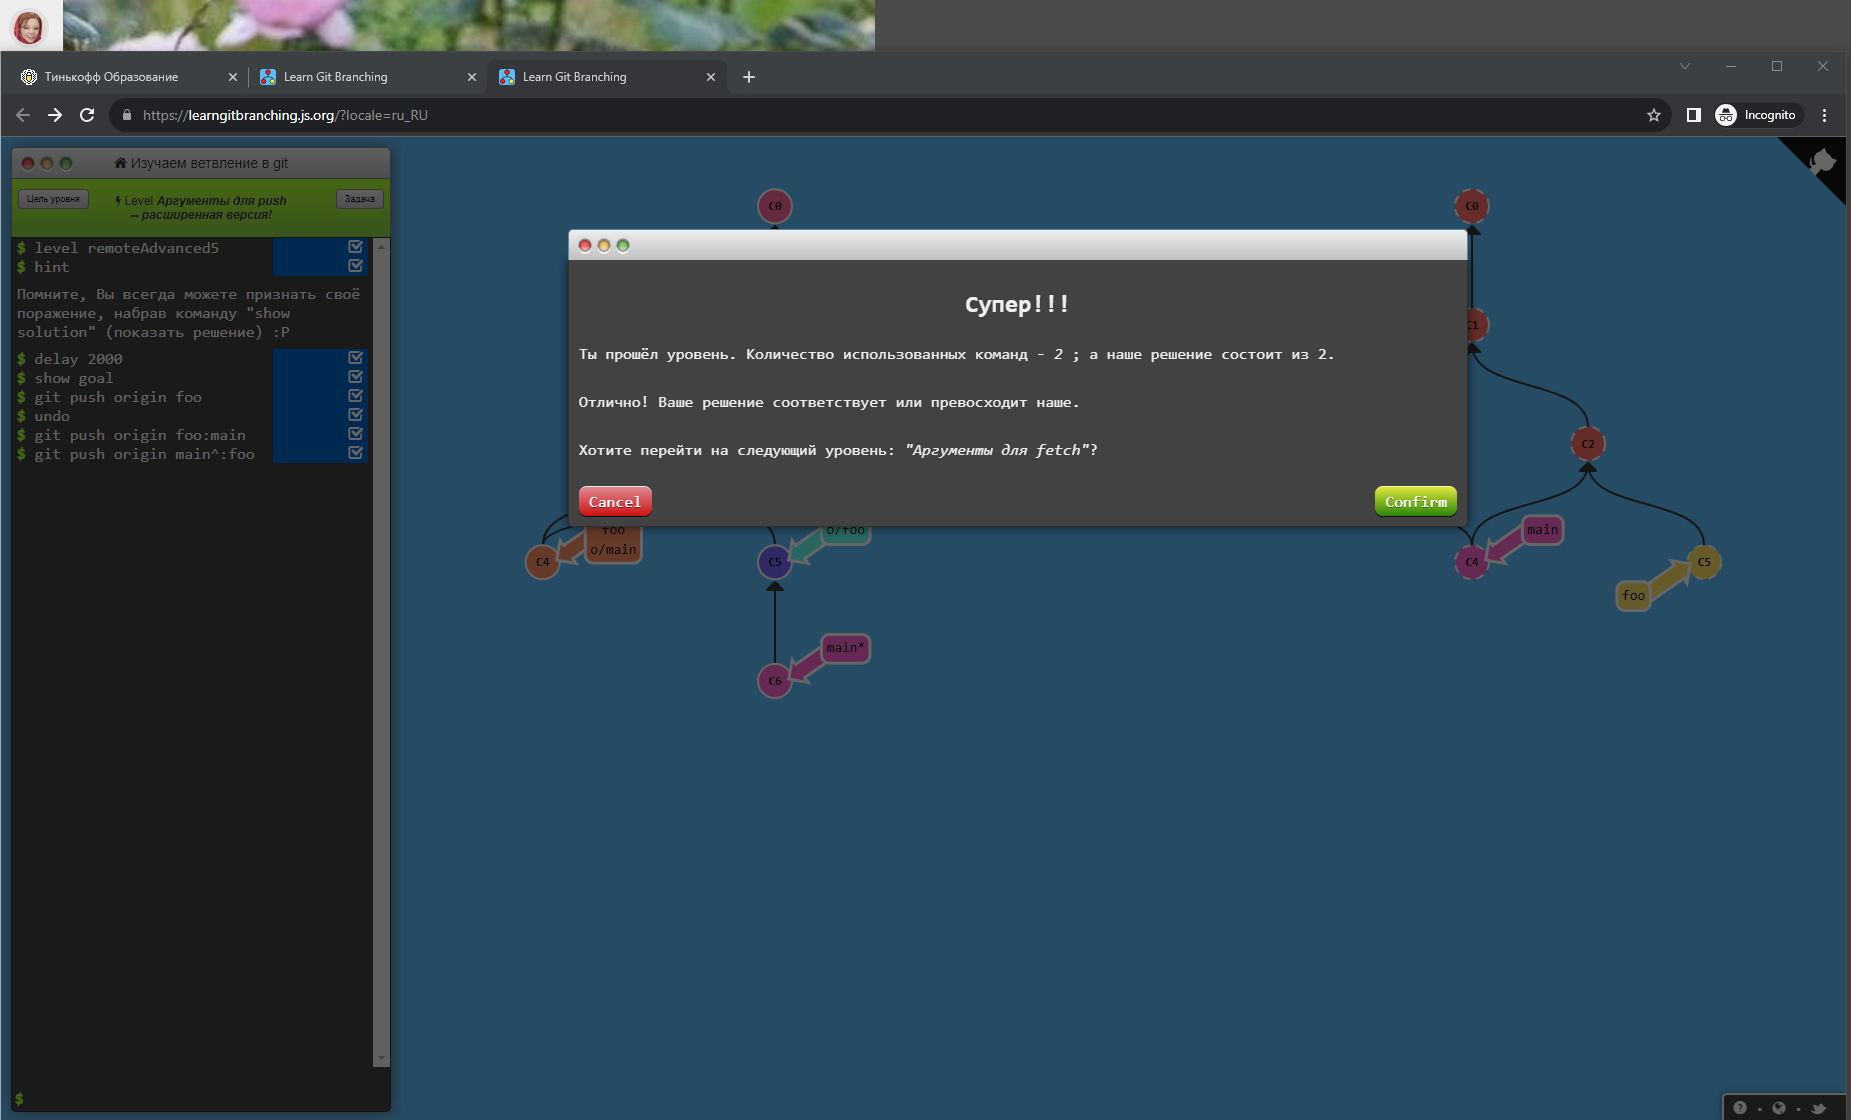 Тинькофф Образование
Learn Git Branching
Learn Git Branching
https://learngitbranching.js.org/?locale=ru_RU
Incognito
Изучаем ветвление в git
Цель уровня
Level Аргументы для push
-- расширенная версия!
Задача
$ level remoteAdvanced5
$ hint
Помните, Вы всегда можете признать своё
поражение, набрав команду "show
solution" (показать решение) :P
$ delay 2000
$ show goal
$ git push origin foo
$ undo
$ git push origin foo:main
$ git push origin main^:foo
$
C0
Супер!!!
Ты прошёл уровень. Количество использованных команд - 2 ; а наше решение состоит из 2.
Отлично! Ваше решение соответствует или превосходит наше.
Хотите перейти на следующий уровень: "Аргументы для fetch"?
Cancel
Confirm
foo
o/main
C4
o/foo
C5
main*
C6
C0
C1
C2
main
C4
C5
foo